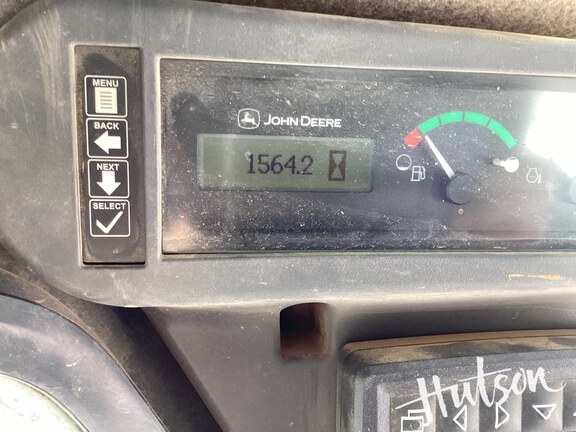 MENU
BACK
NEXT
SELECT
JOHN DEERE
1564.2
Hutson